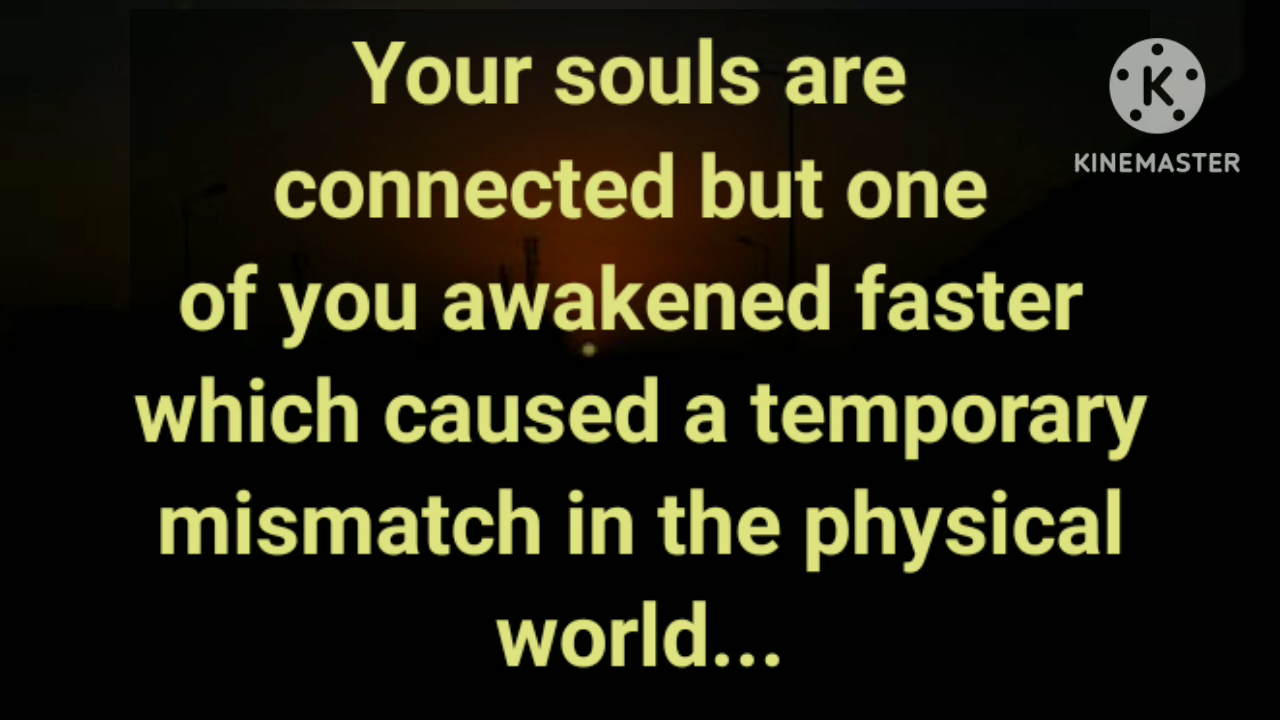 Your souls are
connected but one
of you awakened faster
which caused a temporary
mismatch in the physical
world...
K
KINEMASTER